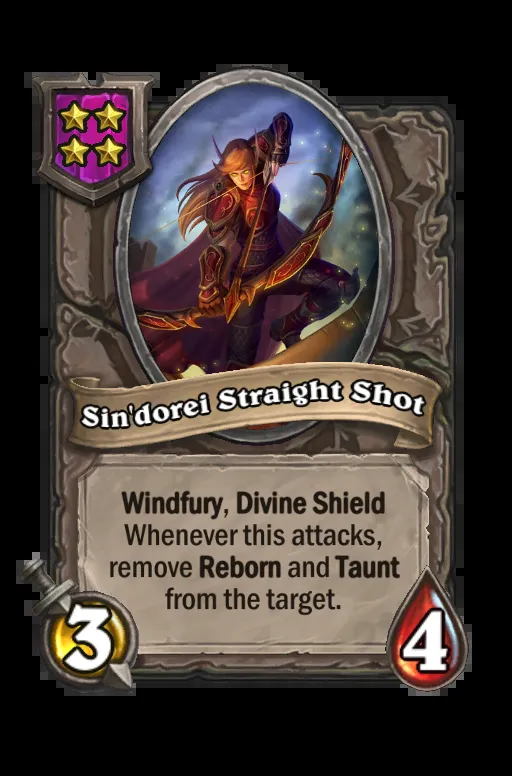 Sin'dorei Straight Shot
Windfury, Divine Shield
Whenever this attacks,
remove Reborn and Taunt
from the target.
3
4